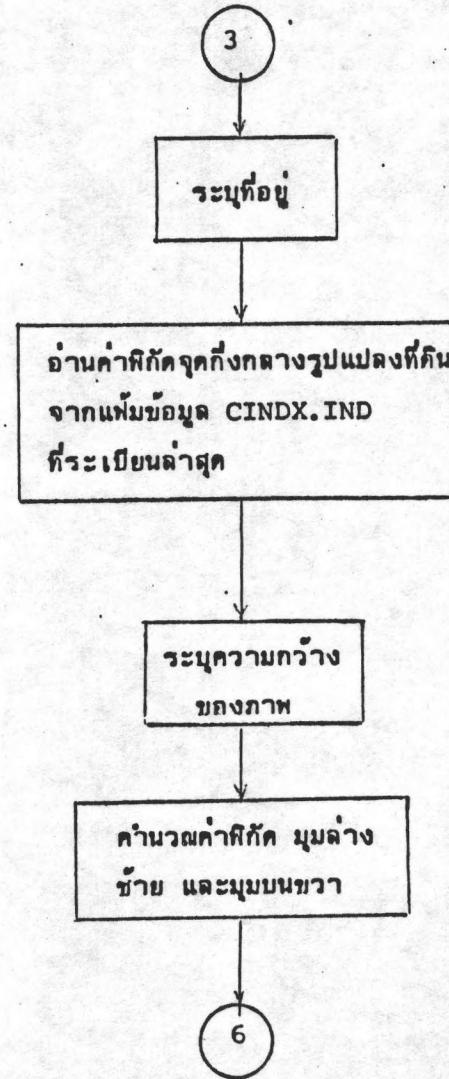 3
ระบุที่อยู่
อ่านค่าพิกัดจุดกึ่งกลางรูปแปลงที่ดิน
จากแฟ้มข้อมูล CINDX.IND
ที่ระเบียนล่าสุด
ระบุความกว้าง
ของภาพ
คำนวณค่าพิกัด มุมล่าง
ซ้าย และมุมบนขวา
6